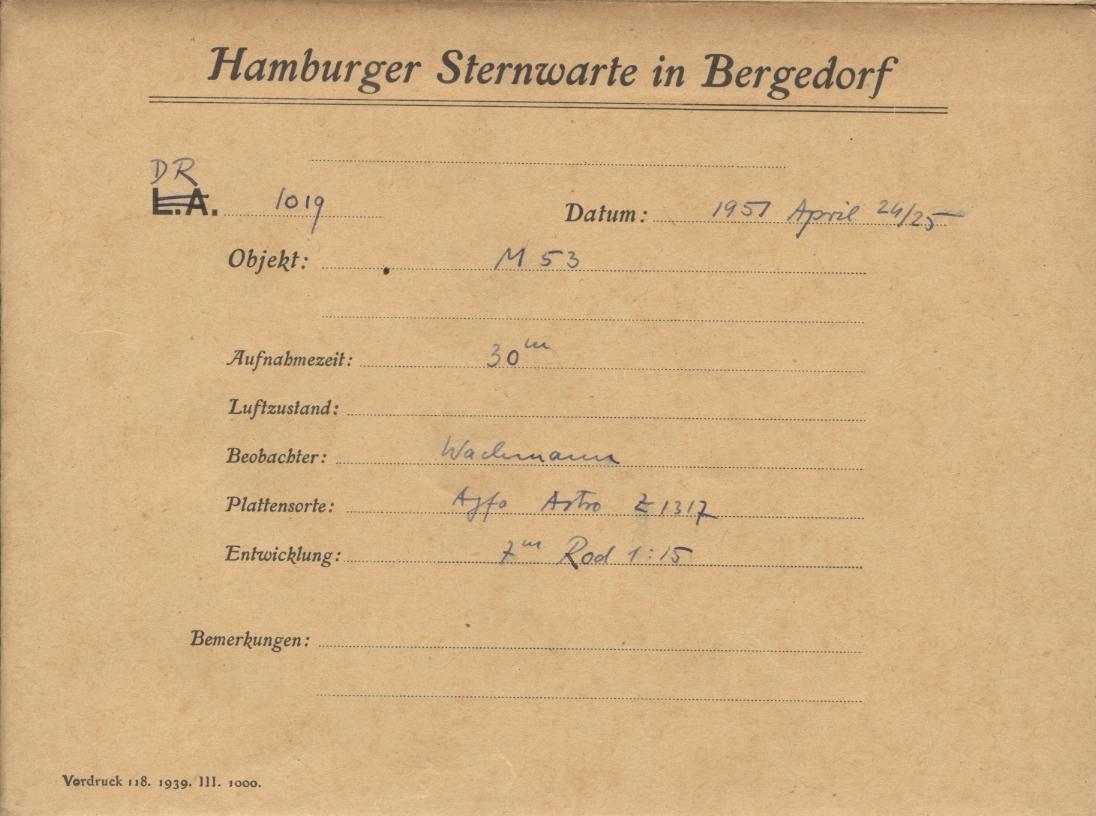 Hamburger Sternwarte in Bergedorf
DR
L.A. 1019 Datum: 1951 April 24/25
Objekt: M 53
Aufnahmezeit: 30m
Luftzustand:
Beobachter: Wachmann
Plattensorte: Agfa Astro Z 1317
Entwicklung: 7m Rod 1:15
Bemerkungen:
Vordruck 118. 1939. III. 1000.